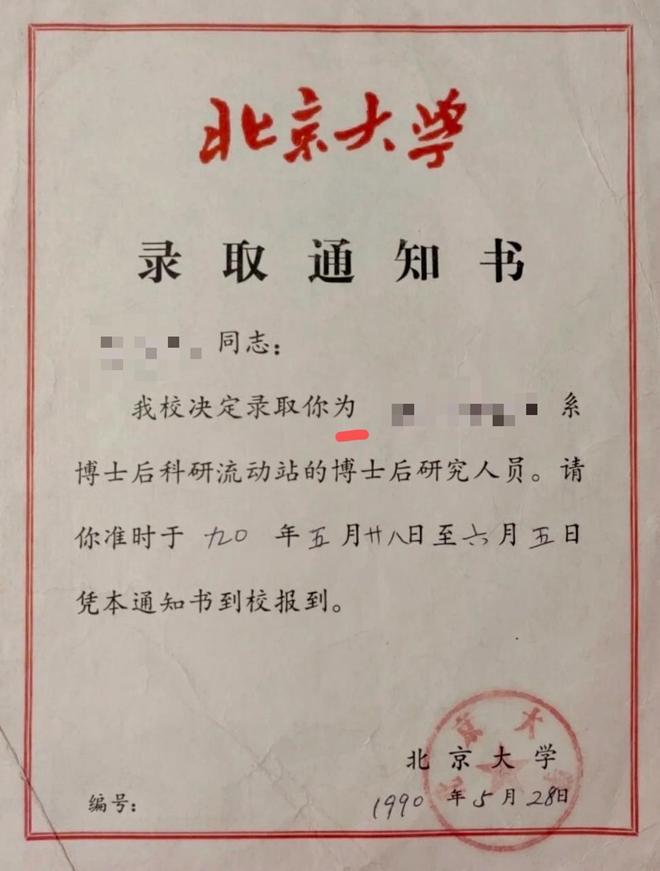 北京大学
录取通知书
同志：
我校决定录取你为 系
博士后科研流动站的博士后研究人员。请
你准时于 九〇 年五月廿八日至六月五日
凭本通知书到校报到。
北京大学
编号： 1990 年5月28日
京大